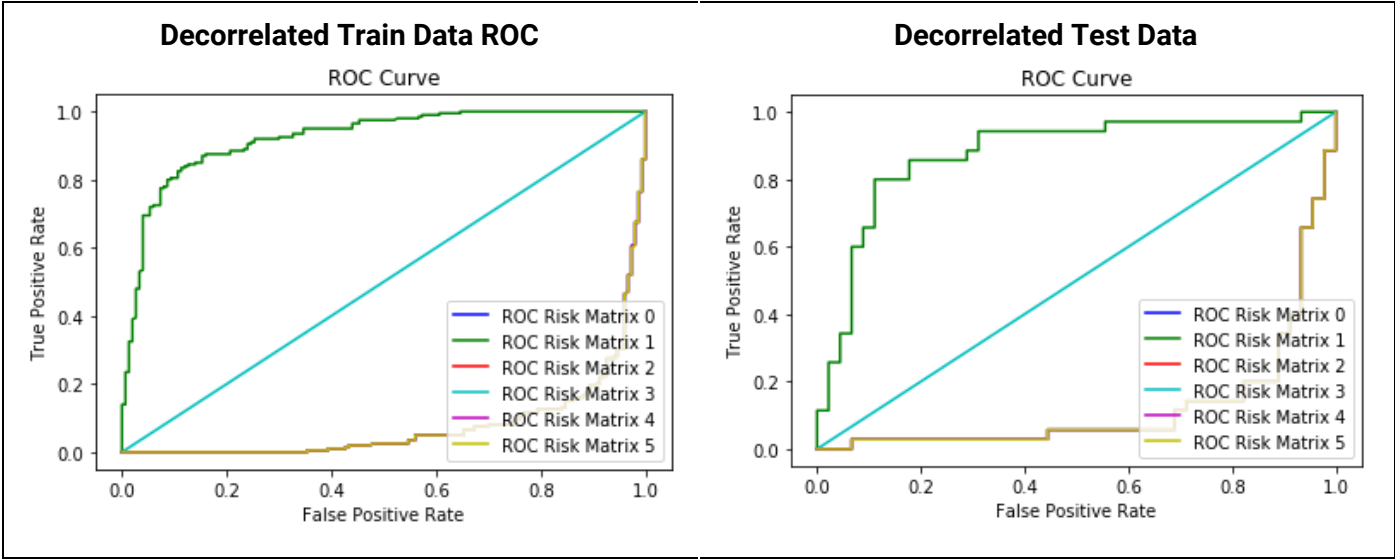 Decorrelated Train Data ROC
ROC Curve
True Positive Rate
1.0
0.8
0.6
0.4
0.2
0.0
ROC Risk Matrix 0
ROC Risk Matrix 1
ROC Risk Matrix 2
ROC Risk Matrix 3
ROC Risk Matrix 4
ROC Risk Matrix 5
0.0 0.2 0.4 0.6 0.8 1.0
False Positive Rate
Decorrelated Test Data
ROC Curve
True Positive Rate
1.0
0.8
0.6
0.4
0.2
0.0
ROC Risk Matrix 0
ROC Risk Matrix 1
ROC Risk Matrix 2
ROC Risk Matrix 3
ROC Risk Matrix 4
ROC Risk Matrix 5
0.0 0.2 0.4 0.6 0.8 1.0
False Positive Rate